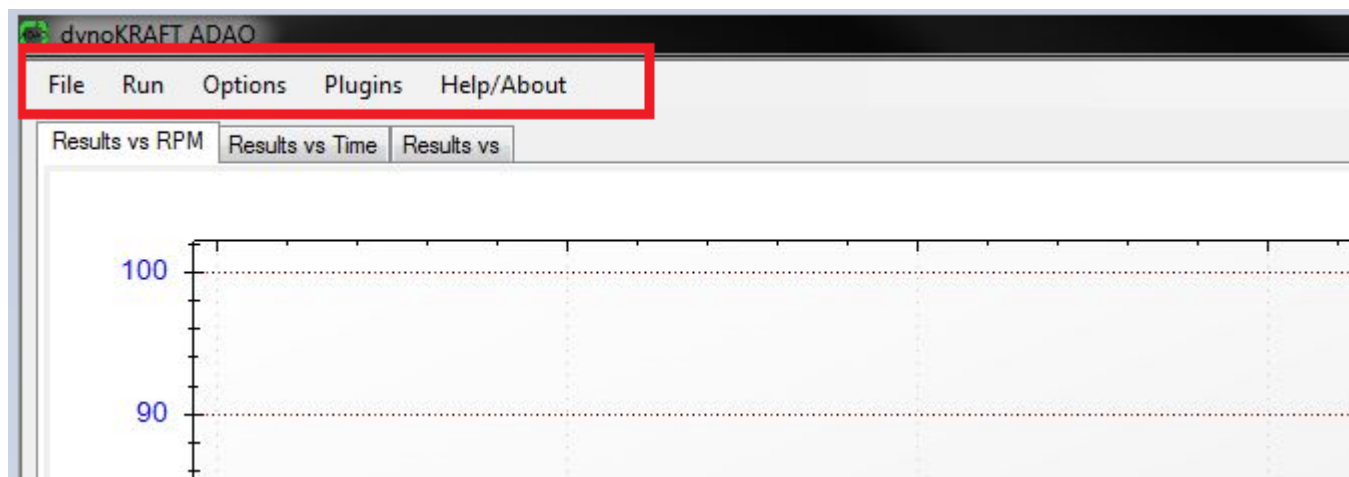 dynoKRAFT ADAO
File Run Options Plugins Help/About
Results vs RPM Results vs Time Results vs
100
90